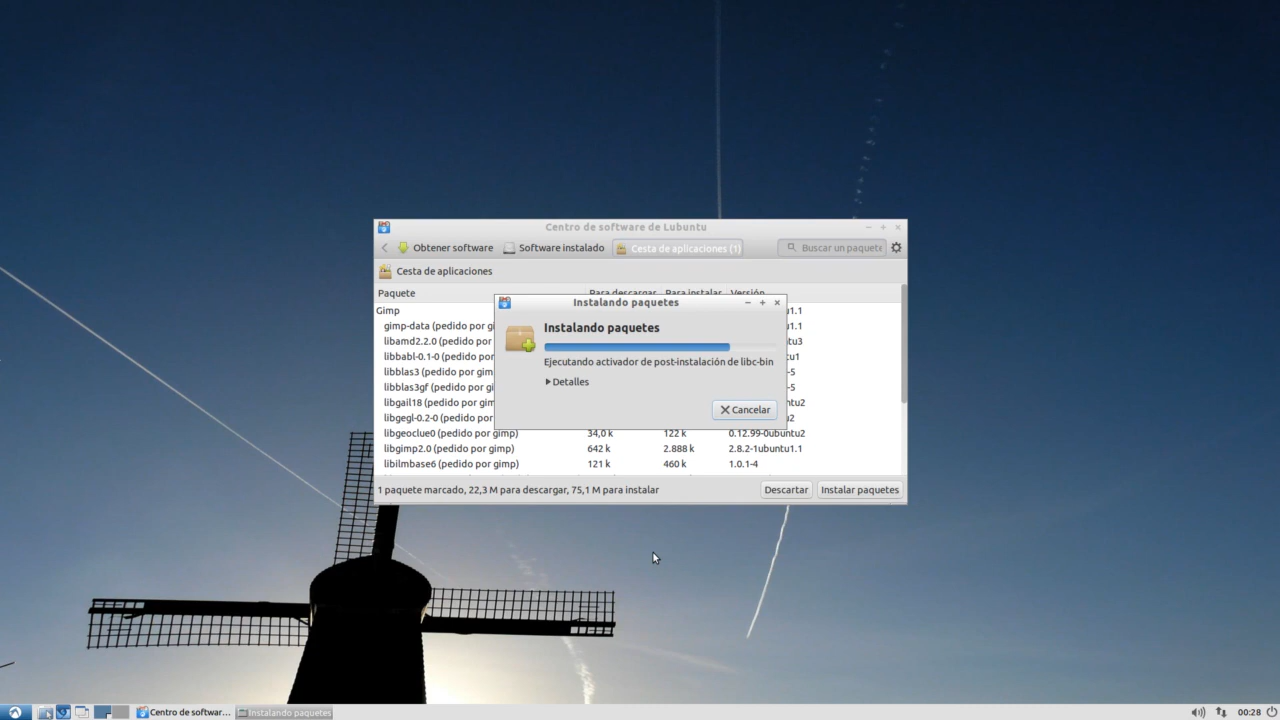 Centro de software de Lubuntu
Obtener software Software instalado Cesta de aplicaciones (1) Buscar un paquete
Cesta de aplicaciones
Paquete Para descargar Para instalar Versión
Instalando paquetes
Gimp u1.1
gimp-data (pedido por gi u1.1
Instalando paquetes
libamd2.2.0 (pedido por tu3
libbabl-0.1-0 (pedido por tu1
Ejecutando activador de post-instalación de libc-bin
libblas3 (pedido por gim -5
Detalles
libblas3gf (pedido por -5
libgail18 (pedido por gim ntu2
Cancelar
libgegl-0.2-0 (pedido por u2
libgeoclue0 (pedido por gimp) 34,0 k 122 k 0.12.99-0ubuntu2
libgimp2.0 (pedido por gimp) 642 k 2.888 k 2.8.2-1ubuntu1.1
libilmbase6 (pedido por gimp) 121 k 460 k 1.0.1-4
1 paquete marcado, 22,3 M para descargar, 75,1 M para instalar Descartar Instalar paquetes
Centro de softwar... Instalando paquetes 00:28